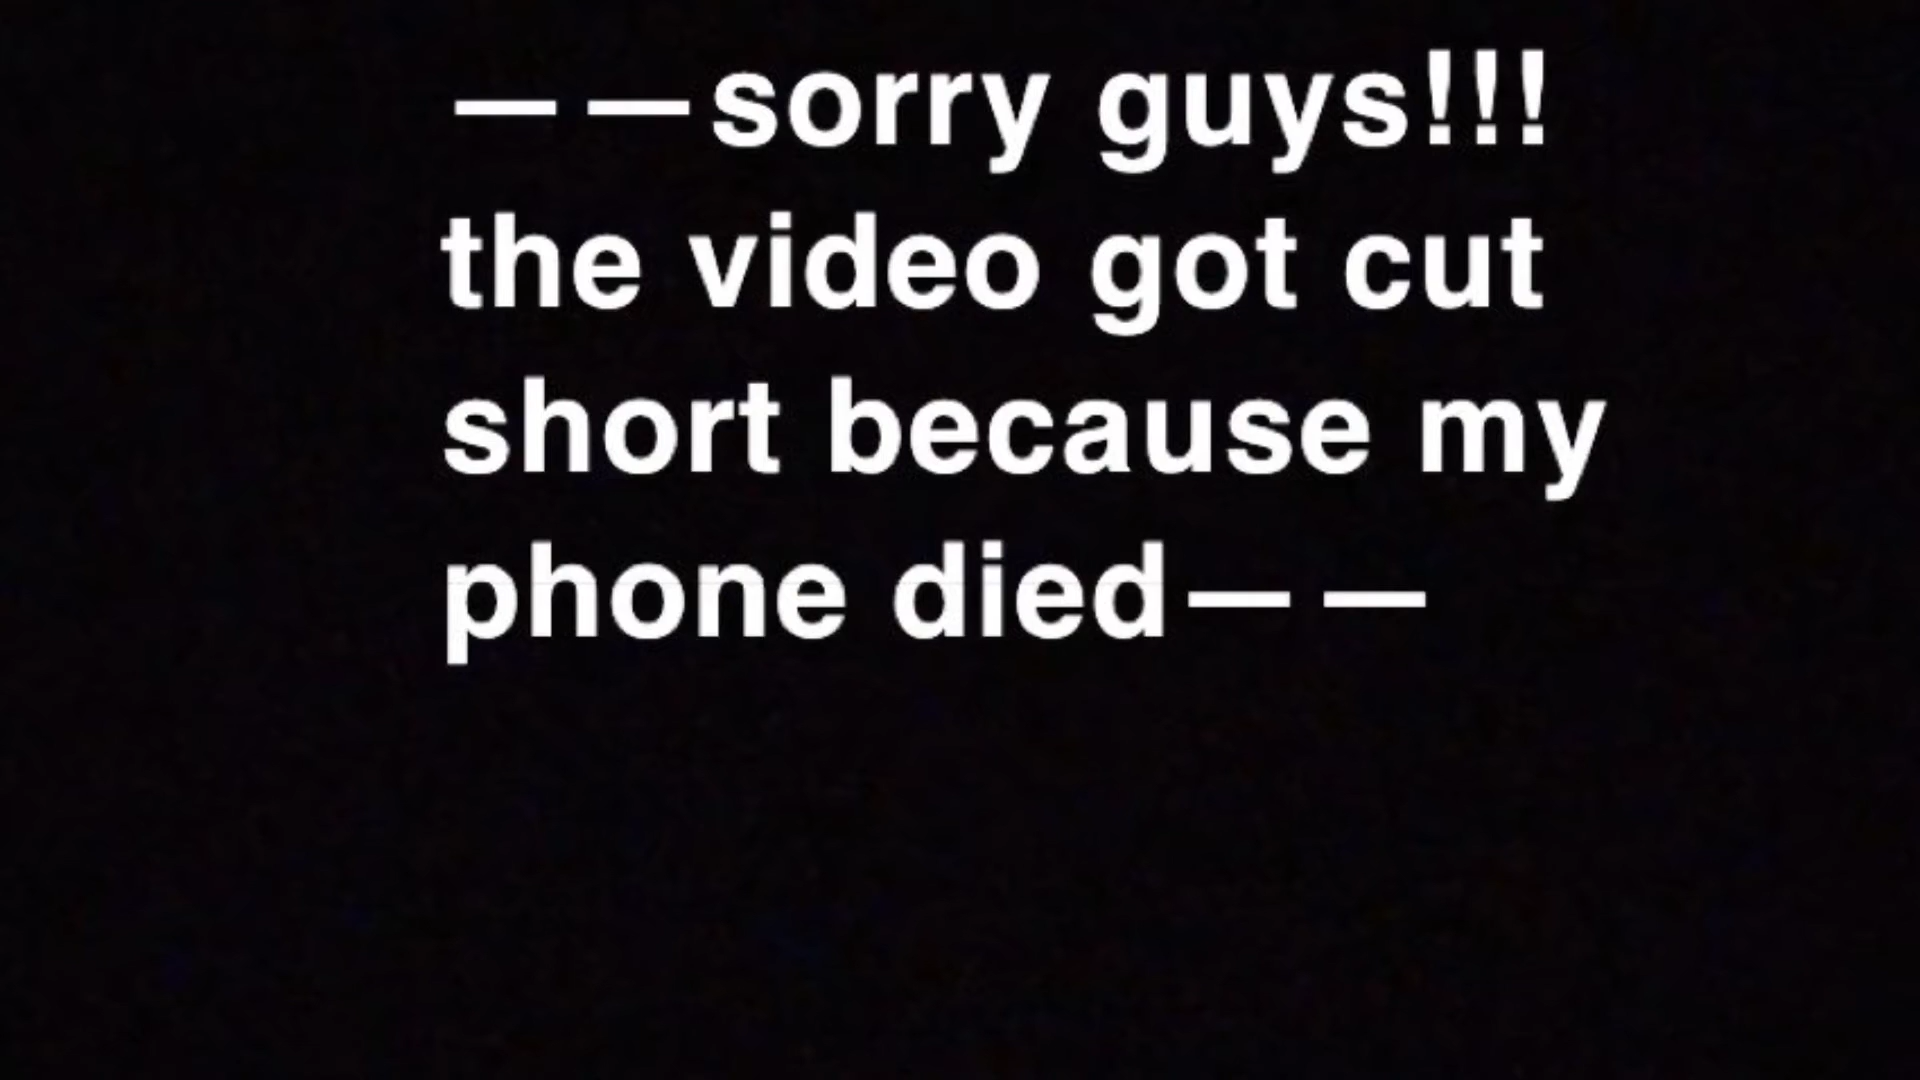 ——sorry guys!!!
the video got cut
short because my
phone died——